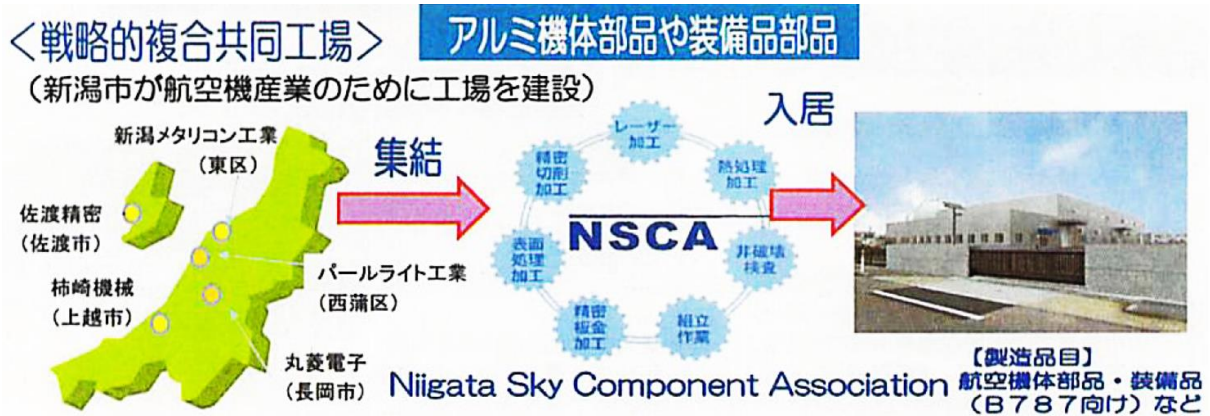 ＜戦略的複合共同工場＞
アルミ機体部品や装備品部品
（新潟市が航空機産業のために工場を建設）
新潟メタリコン工業
（東区）
佐渡精密
（佐渡市）
柿崎機械
（上越市）
パールライト工業
（西蒲区）
丸菱電子
（長岡市）
集結
レーザー
加工
精密
切削
加工
熱処理
加工
NSCA
表面
処理
加工
非破壊
検査
精密
板金
加工
組立
作業
Niigata Sky Component Association
入居
【製造品目】
航空機体部品・装備品
（B787向け）など